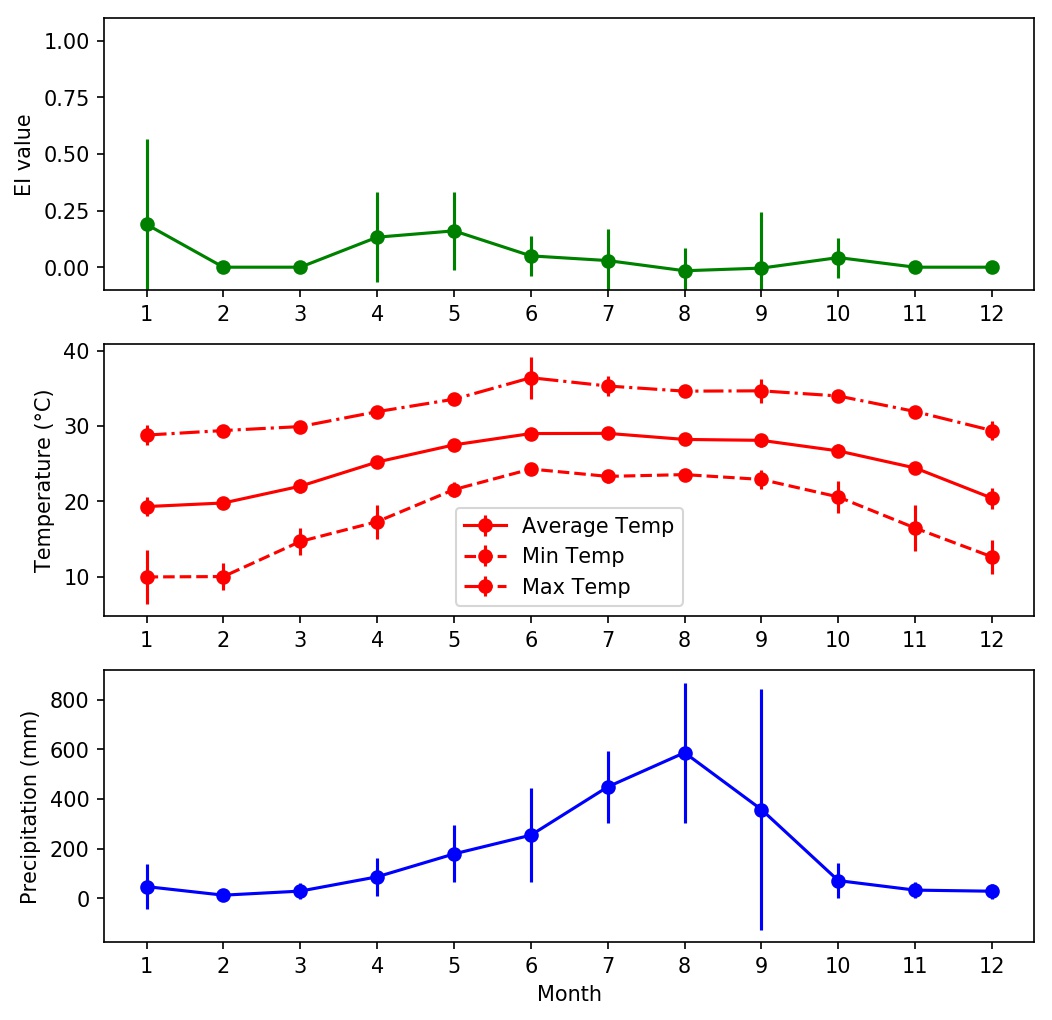 EI value
1.00
0.75
0.50
0.25
0.00
1 2 3 4 5 6 7 8 9 10 11 12
Temperature (°C)
40
30
20
10
Average Temp
Min Temp
Max Temp
1 2 3 4 5 6 7 8 9 10 11 12
Precipitation (mm)
800
600
400
200
0
1 2 3 4 5 6 7 8 9 10 11 12
Month